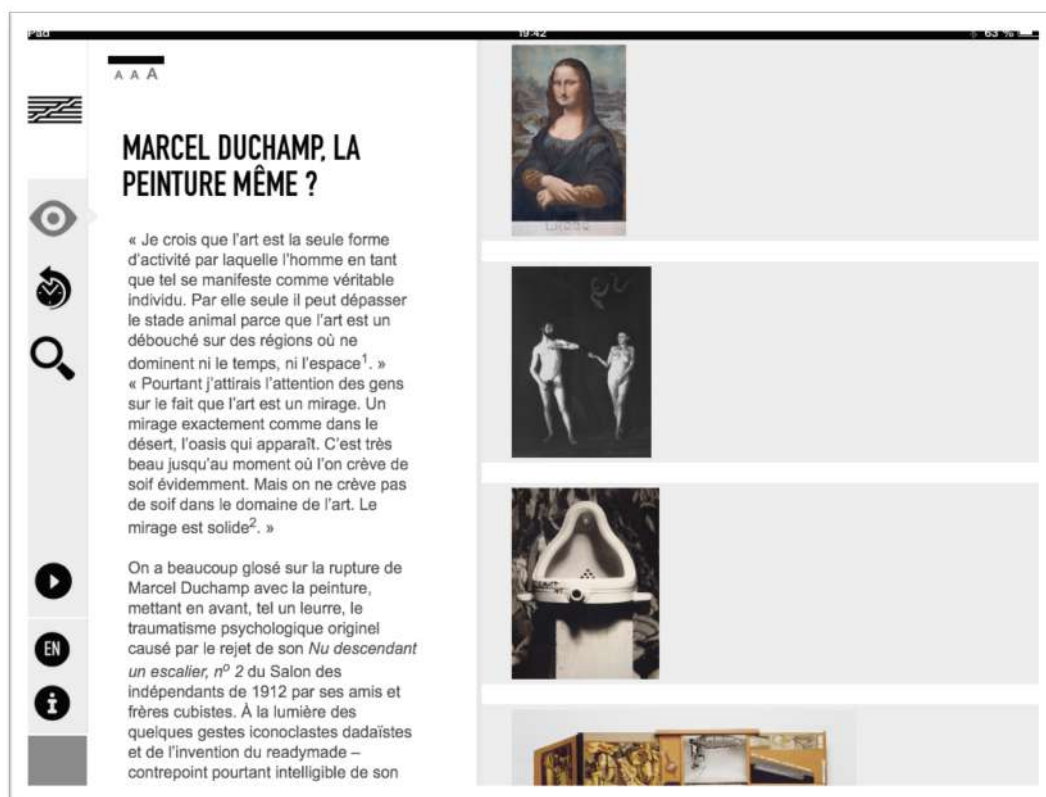 iPad
19:42
63 %
A A A
MARCEL DUCHAMP, LA
PEINTURE MÊME ?
« Je crois que l’art est la seule forme
d’activité par laquelle l’homme en tant
que tel se manifeste comme véritable
individu. Par elle seule il peut dépasser
le stade animal parce que l’art est un
débouché sur des régions où ne
dominent ni le temps, ni l’espace1. »
« Pourtant j’attirais l’attention des gens
sur le fait que l’art est un mirage. Un
mirage exactement comme dans le
désert, l’oasis qui apparaît. C’est très
beau jusqu’au moment où l’on crève de
soif évidemment. Mais on ne crève pas
de soif dans le domaine de l’art. Le
mirage est solide2. »
On a beaucoup glosé sur la rupture de
Marcel Duchamp avec la peinture,
mettant en avant, tel un leurre, le
traumatisme psychologique originel
causé par le rejet de son Nu descendant
un escalier, no 2 du Salon des
indépendants de 1912 par ses amis et
frères cubistes. À la lumière des
quelques gestes iconoclastes dadaïstes
et de l’invention du readymade –
contrepoint pourtant intelligible de son
EN
i
L.H.O.O.Q.